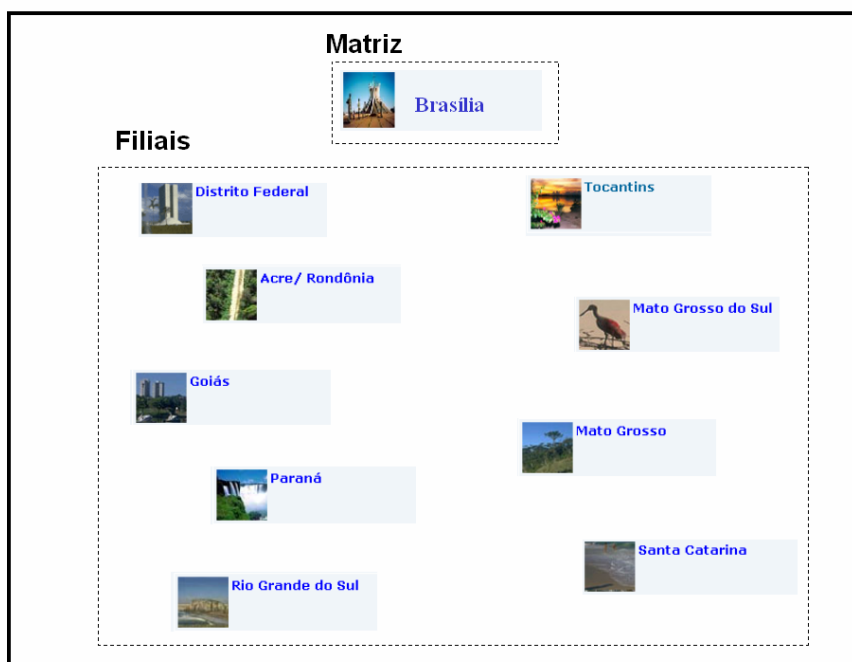 Matriz
Brasília
Filiais
Distrito Federal
Tocantins
Acre/ Rondônia
Mato Grosso do Sul
Goiás
Mato Grosso
Paraná
Santa Catarina
Rio Grande do Sul